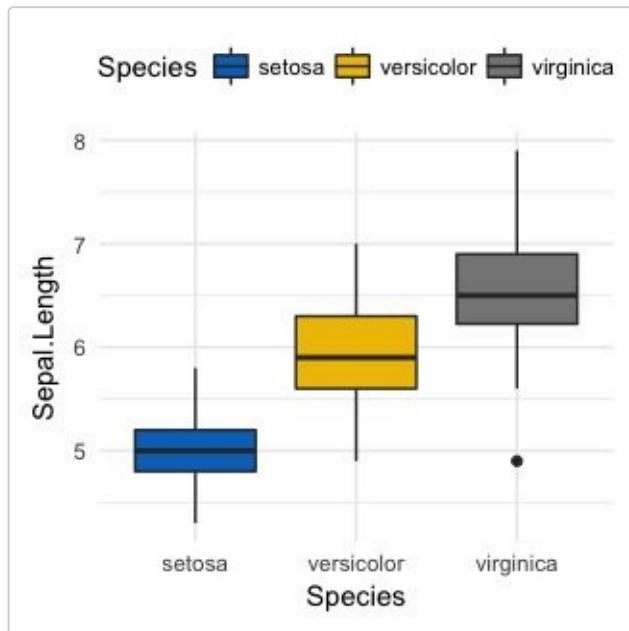 Species setosa versicolor virginica
8
7
6
5
Sepal.Length
setosa versicolor virginica
Species